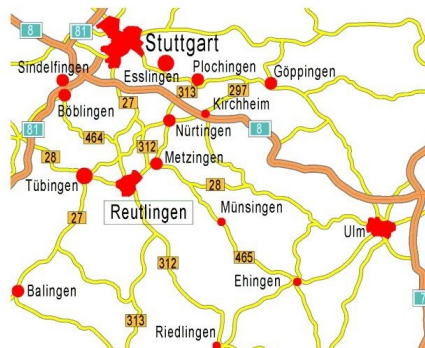 8
81
Stuttgart
Sindelfingen
Esslingen
Plochingen
Göppingen
313
297
Böblingen
27
Kirchheim
81
464
Nürtingen
8
312
28
Metzingen
Tübingen
28
Reutlingen
Münsingen
27
Ulm
312
465
Ehingen
Balingen
7
313
Riedlingen